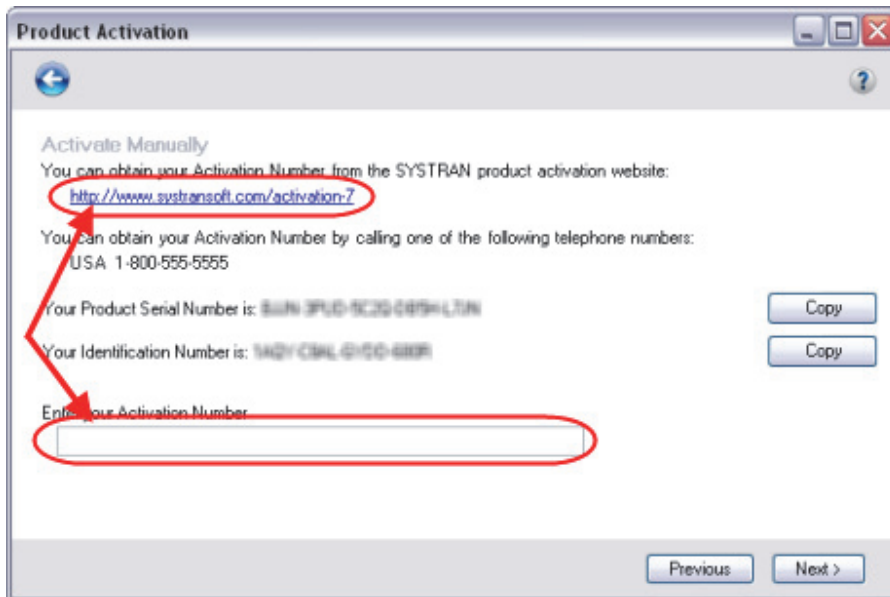 Product Activation
Activate Manually
You can obtain your Activation Number from the SYSTRAN product activation website:
http://www.systransoft.com/activation-7
You can obtain your Activation Number by calling one of the following telephone numbers:
USA 1-800-555-5555
Your Product Serial Number is:
Copy
Your Identification Number is:
Copy
Enter your Activation Number
Previous
Next >